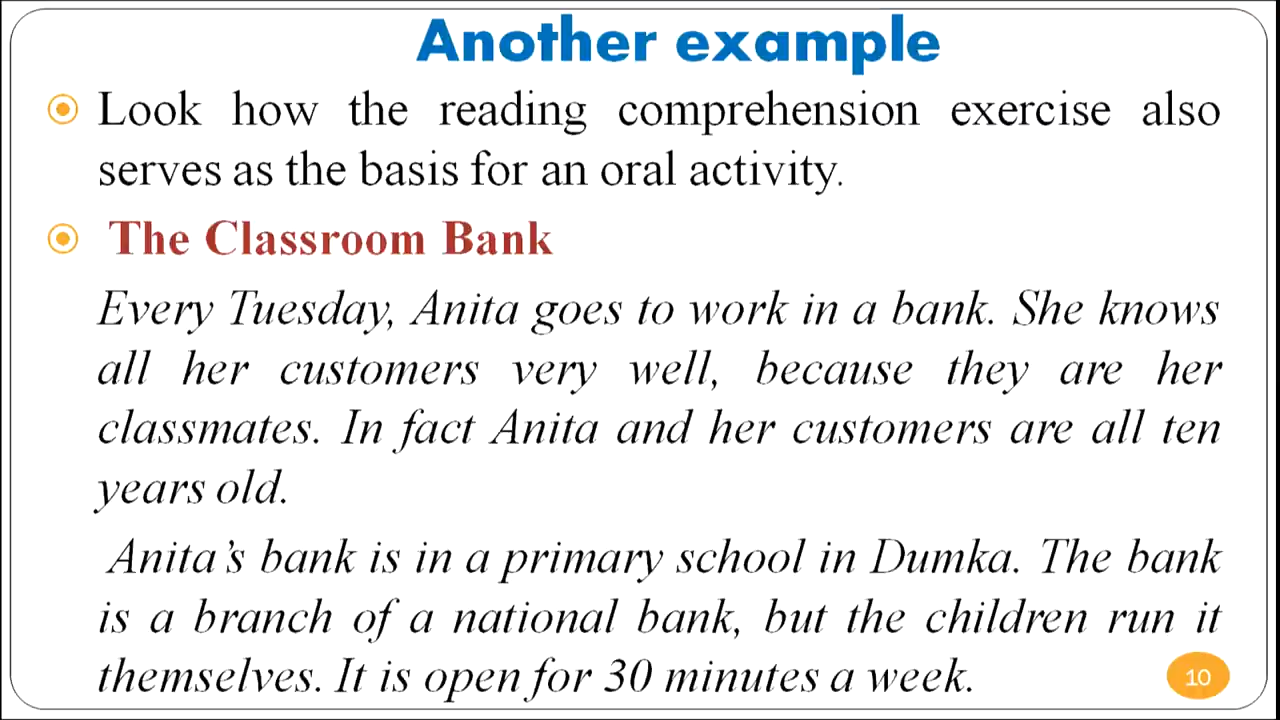 Another example
Look how the reading comprehension exercise also
serves as the basis for an oral activity.
The Classroom Bank
Every Tuesday, Anita goes to work in a bank. She knows
all her customers very well, because they are her
classmates. In fact Anita and her customers are all ten
years old.
Anita’s bank is in a primary school in Dumka. The bank
is a branch of a national bank, but the children run it
themselves. It is open for 30 minutes a week.
10